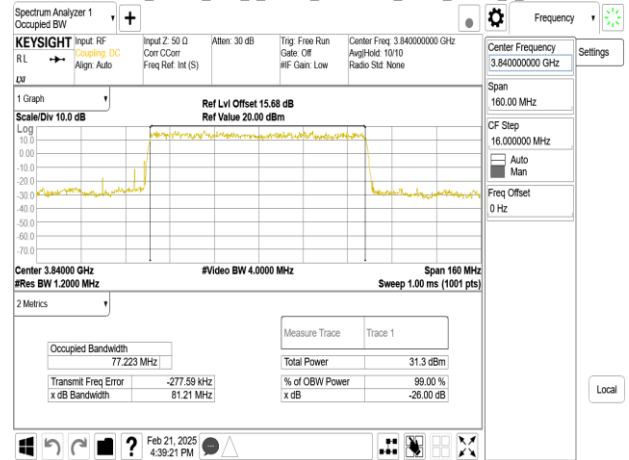 Spectrum Analyzer 1
Occupied BW
Frequency
KEYSIGHT
Input: RF
Coupling: DC
Align: Auto
Input Z: 50 Ω
Corr CCorr
Freq Ref: Int (S)
Atten: 30 dB
Trig: Free Run
Gate: Off
#IF Gain: Low
Center Freq: 3.840000000 GHz
Avg|Hold: 10/10
Radio Std: None
RL
LXI
Center Frequency
3.840000000 GHz
Settings
Span
160.00 MHz
CF Step
16.000000 MHz
Auto
Man
Freq Offset
0 Hz
1 Graph
Scale/Div 10.0 dB
Ref Lvl Offset 15.68 dB
Ref Value 20.00 dBm
Log
10.0
0.00
-10.0
-20.0
-30.0
-40.0
-50.0
-60.0
-70.0
Center 3.84000 GHz
#Video BW 4.0000 MHz
Span 160 MHz
#Res BW 1.2000 MHz
Sweep 1.00 ms (1001 pts)
2 Metrics
Measure Trace
Trace 1
Occupied Bandwidth
77.223 MHz
Total Power
31.3 dBm
Transmit Freq Error
-277.59 kHz
% of OBW Power
99.00 %
x dB Bandwidth
81.21 MHz
x dB
-26.00 dB
Local
Feb 21, 2025
4:39:21 PM